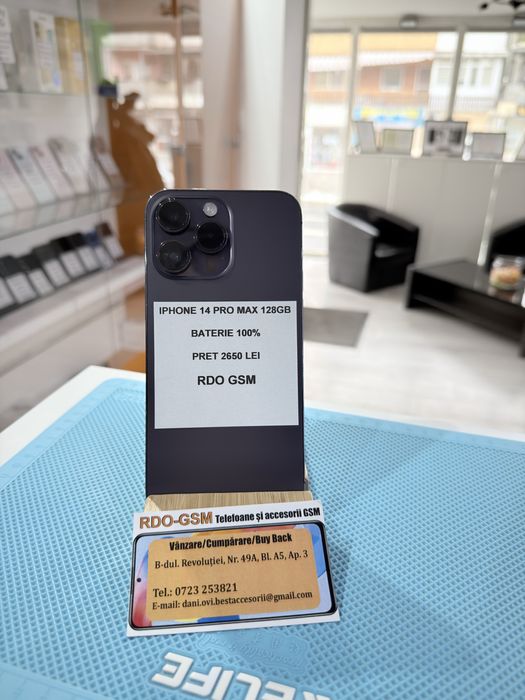 IPHONE 14 PRO MAX 128GB
BATERIE 100%
PRET 2650 LEI
RDO GSM
RDO-GSM Telefoane și accesorii GSM
Vânzare/Cumpărare/Buy Back
B-dul. Revoluției, Nr. 49A, Bl. A5, Ap. 3
Tel.: 0723 253821
E-mail: dani.ovi.bestaccesorii@gmail.com
RELIFE